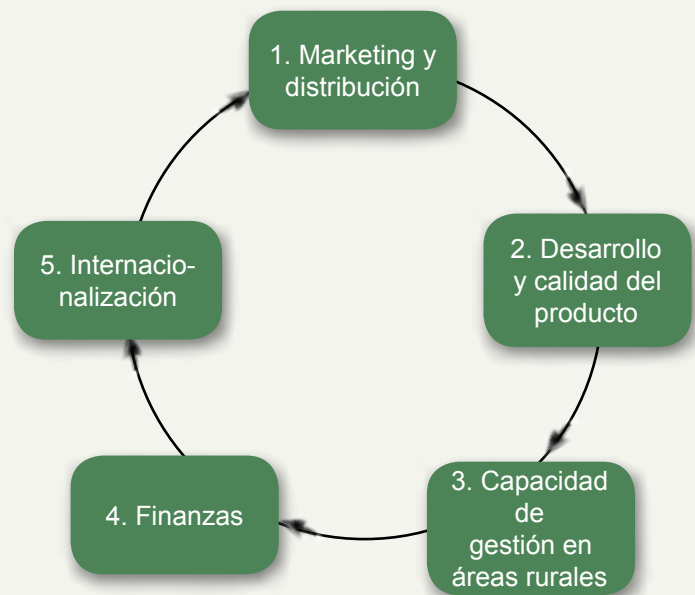 1. Marketing y
distribución
2. Desarrollo
y calidad del
producto
3. Capacidad
de
gestión en
áreas rurales
4. Finanzas
5. Internacio-
nalización